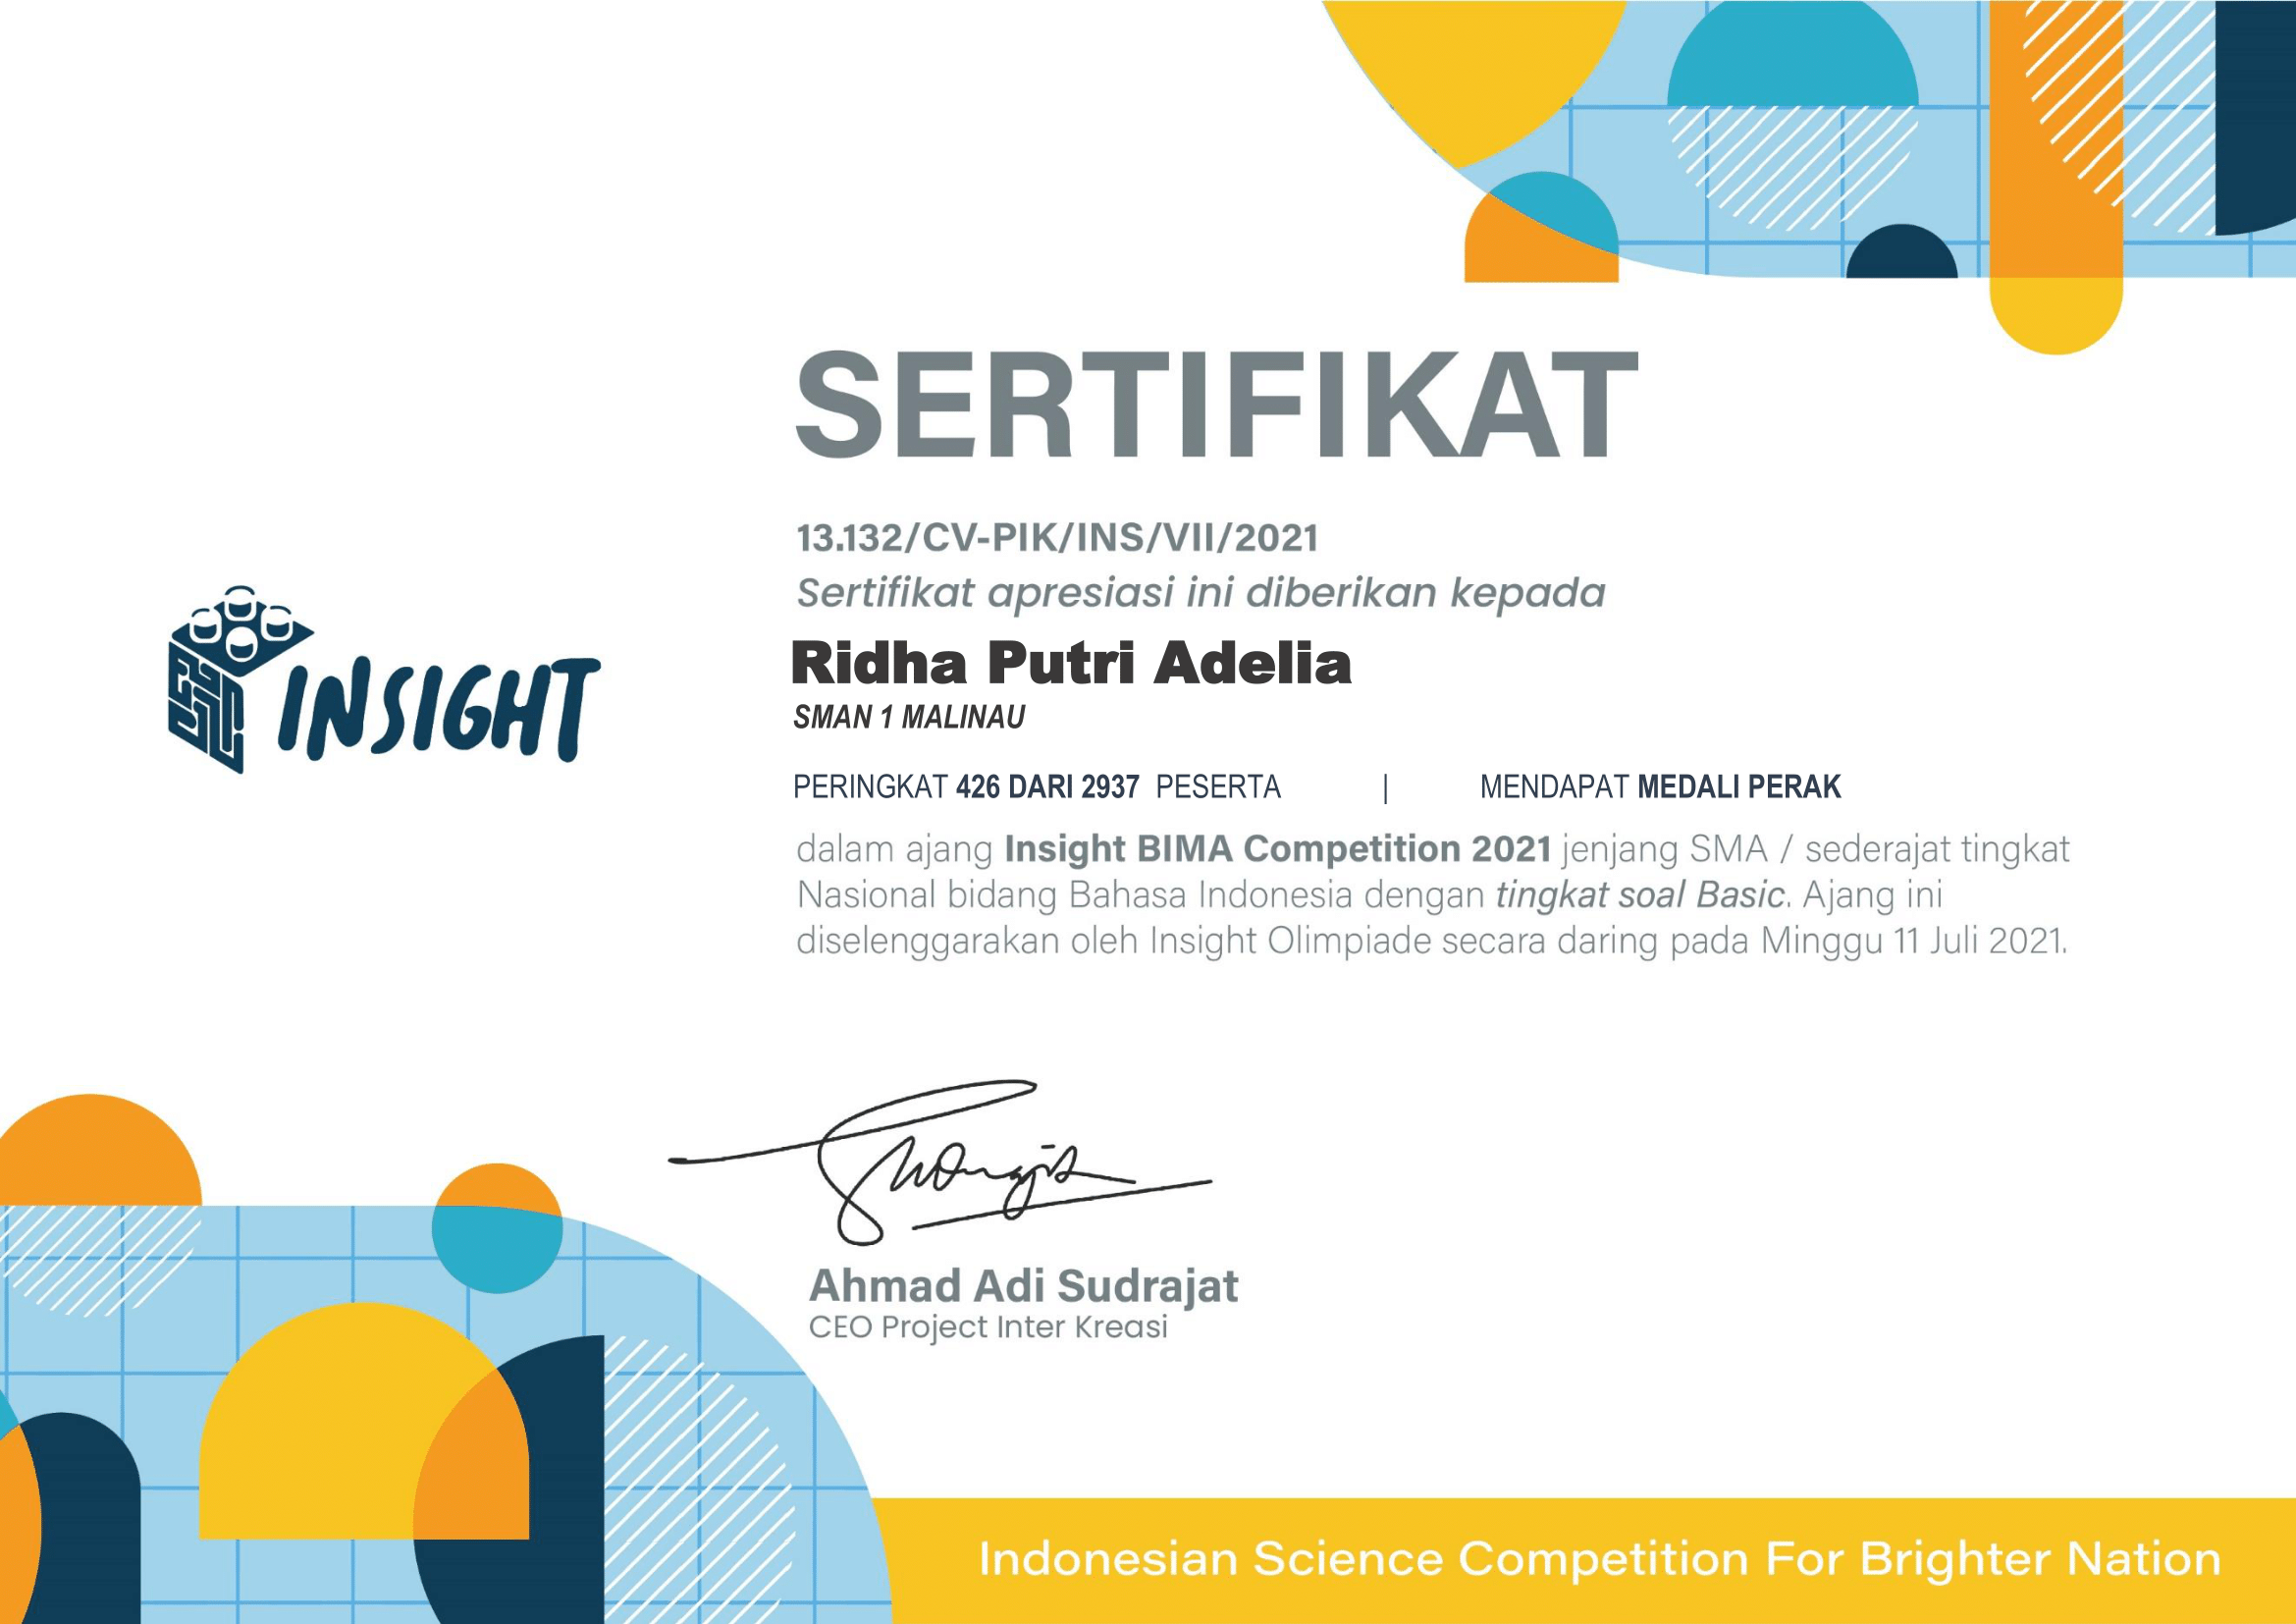 SERTIFIKAT
13.132/CV-PIK/INS/VII/2021
Sertifikat apresiasi ini diberikan kepada
Ridha Putri Adelia
SMAN 1 MALINAU
INSIGHT
PERINGKAT 426 DARI 2937 PESERTA | MENDAPAT MEDALI PERAK
dalam ajang Insight BIMA Competition 2021 jenjang SMA / sederajat tingkat
Nasional bidang Bahasa Indonesia dengan tingkat soal Basic. Ajang ini
diselenggarakan oleh Insight Olimpiade secara daring pada Minggu 11 Juli 2021.
Ahmad Adi Sudrajat
CEO Project Inter Kreasi
Indonesian Science Competition For Brighter Nation